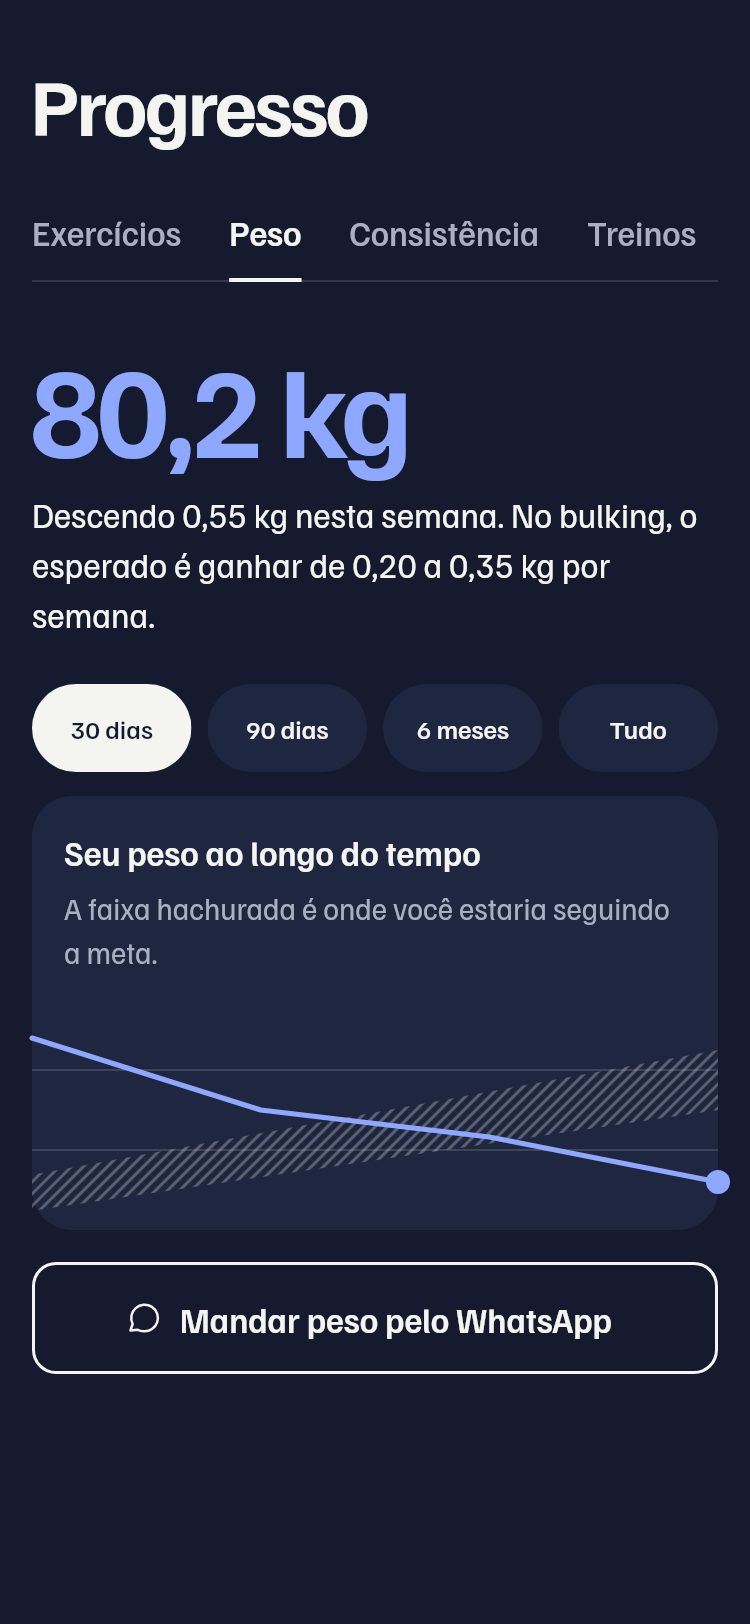 Progresso
Exercícios Peso Consistência Treinos
80,2 kg
Descendo 0,55 kg nesta semana. No bulking, o
esperado é ganhar de 0,20 a 0,35 kg por
semana.
30 dias 90 dias 6 meses Tudo
Seu peso ao longo do tempo
A faixa hachurada é onde você estaria seguindo
a meta.
Mandar peso pelo WhatsApp